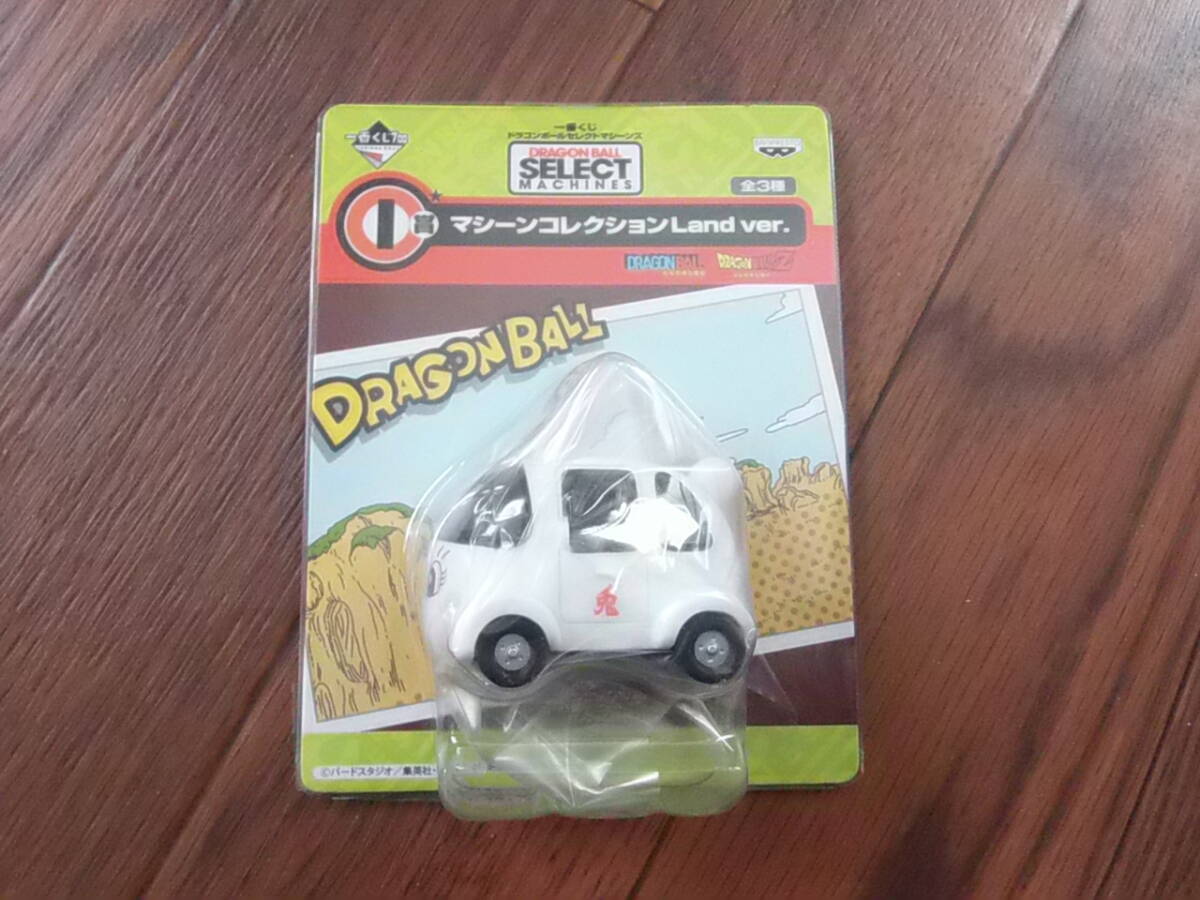 一番くじ
一番くじ
ドラゴンボールセレクトマシーンズ
DRAGON BALL
SELECT
MACHINES
BANPRESTO
全3種
I賞
マシーンコレクションLand ver.
DRAGON BALL
DRAGON BALL Z
DRAGON BALL
兎
©バードスタジオ／集英社・